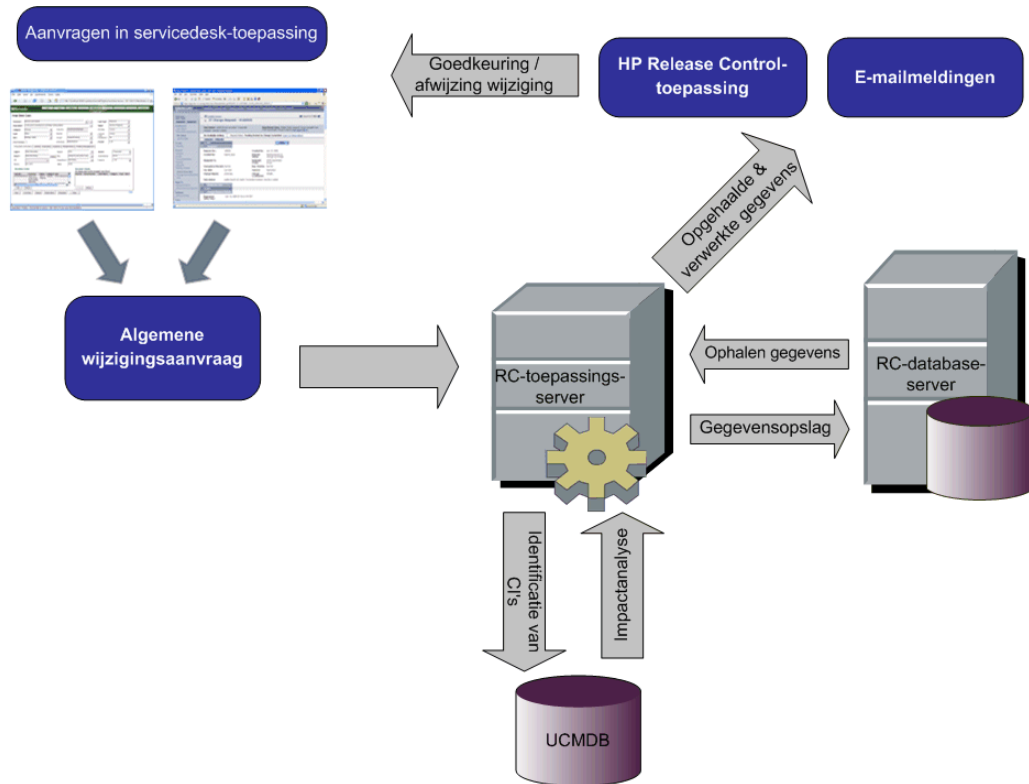 Aanvragen in servicedesk-toepassing
Goedkeuring /
afwijzing wijziging
HP Release Control-
toepassing
E-mailmeldingen
Opgehaalde &
verwerkte gegevens
Algemene
wijzigingsaanvraag
RC-toepassings-
server
Ophalen gegevens
RC-database-
server
Gegevensopslag
Identificatie van
CI's
Impactanalyse
UCMDB